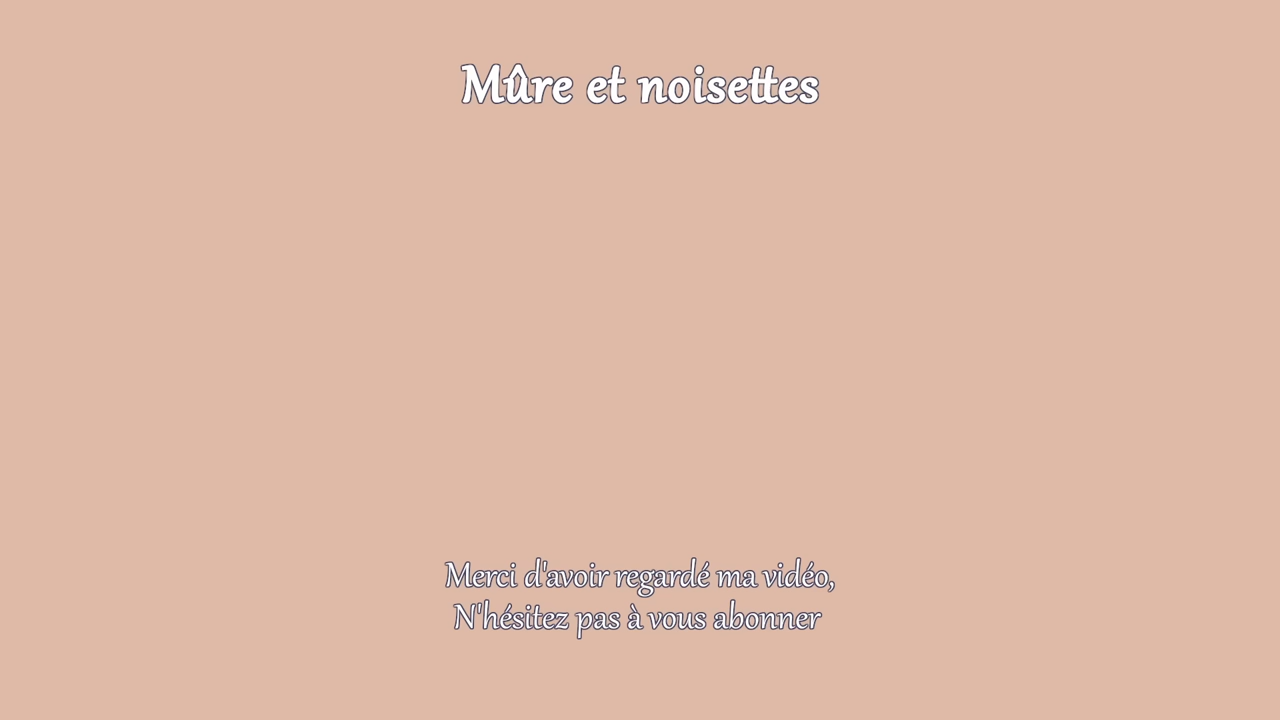 Mûre et noisettes
Merci d'avoir regardé ma vidéo,
N'hésitez pas à vous abonner